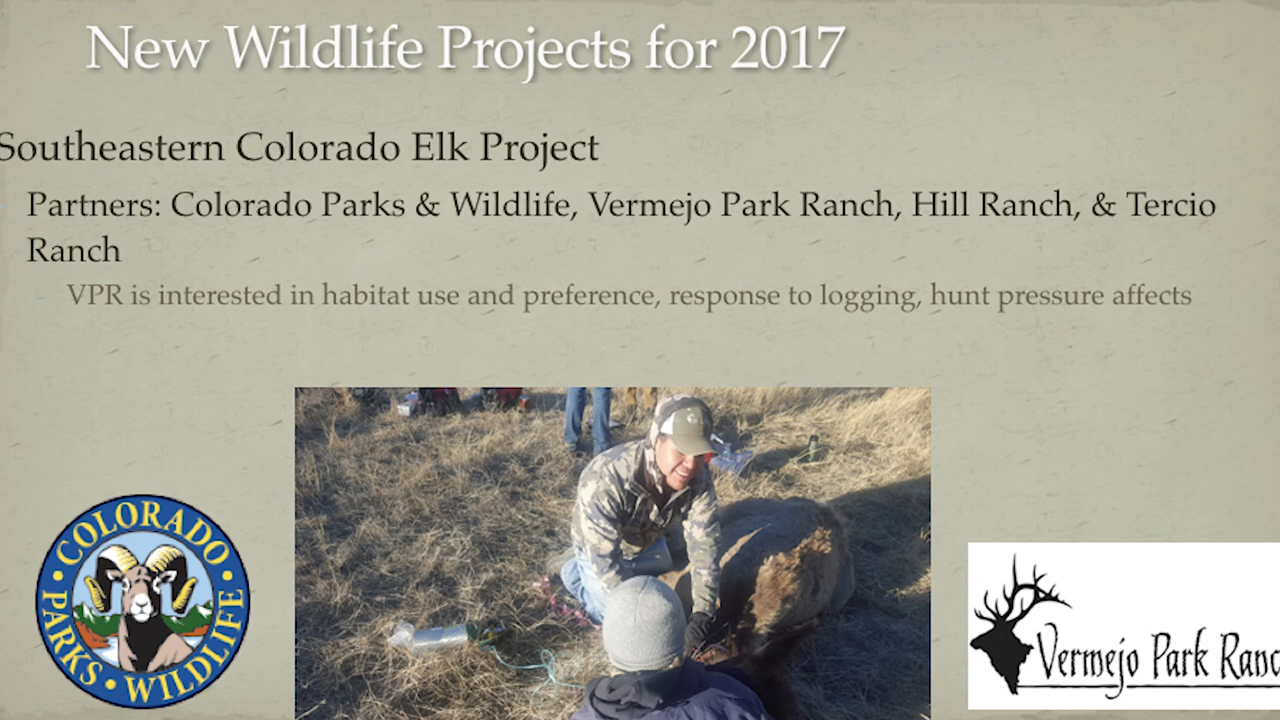 New Wildlife Projects for 2017
Southeastern Colorado Elk Project
Partners: Colorado Parks & Wildlife, Vermejo Park Ranch, Hill Ranch, & Tercio
Ranch
VPR is interested in habitat use and preference, response to logging, hunt pressure affects
COLORADO
PARKS • WILDLIFE
Vermejo Park Ranc